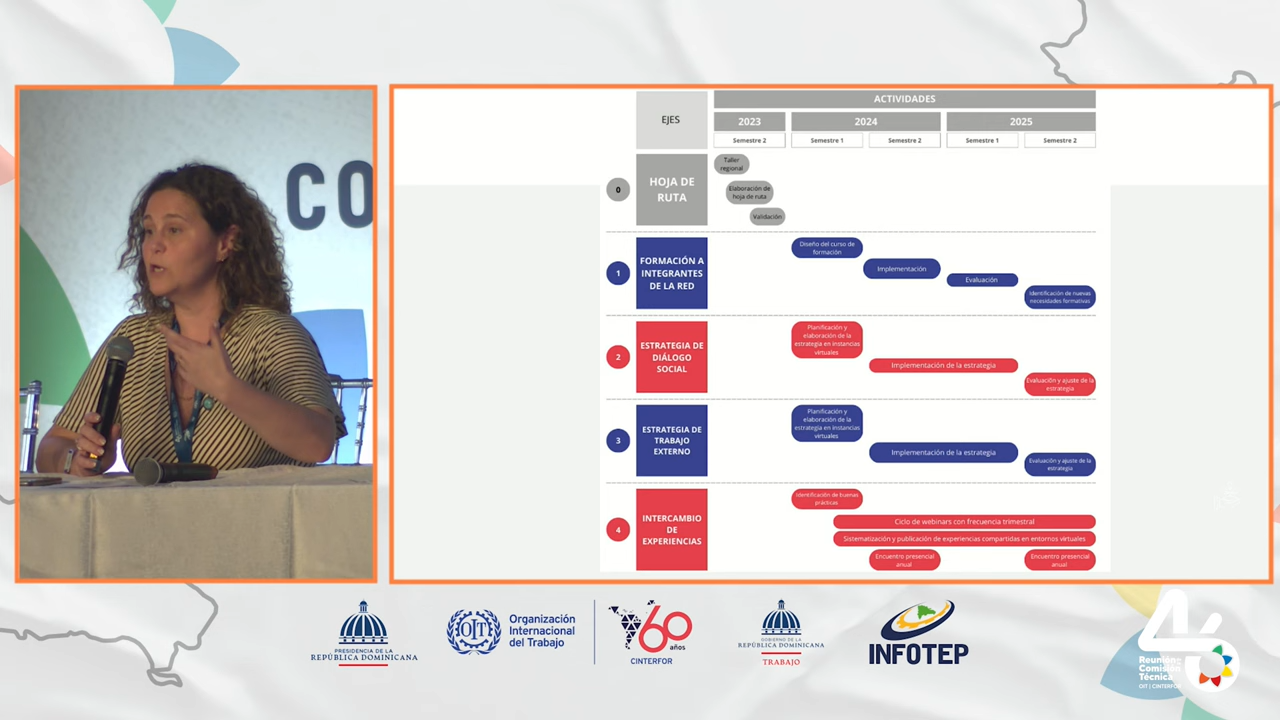 CO
EJES
ACTIVIDADES
2023
2024
2025
Semestre 2
Semestre 1
Semestre 2
Semestre 1
Semestre 2
0
HOJA DE
RUTA
Taller
regional
Elaboración de
hoja de ruta
Validación
1
FORMACIÓN A
INTEGRANTES
DE LA RED
Diseño del curso de
formación
Implementación
Evaluación
Identificación de nuevas
necesidades formativas
2
ESTRATEGIA DE
DIÁLOGO
SOCIAL
Planificación y
elaboración de la
estrategia en instancias
virtuales
Implementación de la estrategia
Evaluación y ajuste de la
estrategia
3
ESTRATEGIA DE
TRABAJO
EXTERNO
Planificación y
elaboración de la
estrategia en instancias
virtuales
Implementación de la estrategia
Evaluación y ajuste de la
estrategia
4
INTERCAMBIO
DE
EXPERIENCIAS
Identificación de buenas
prácticas
Ciclo de webinars con frecuencia trimestral
Sistematización y publicación de experiencias compartidas en entornos virtuales
Encuentro presencial
anual
Encuentro presencial
anual
PRESIDENCIA DE LA
REPÚBLICA DOMINICANA
OIT
Organización
Internacional
del Trabajo
60
años
CINTERFOR
GOBIERNO DE LA
REPÚBLICA DOMINICANA
TRABAJO
INFOTEP
46
Reunión
Comisión
Técnica
OIT | CINTERFOR